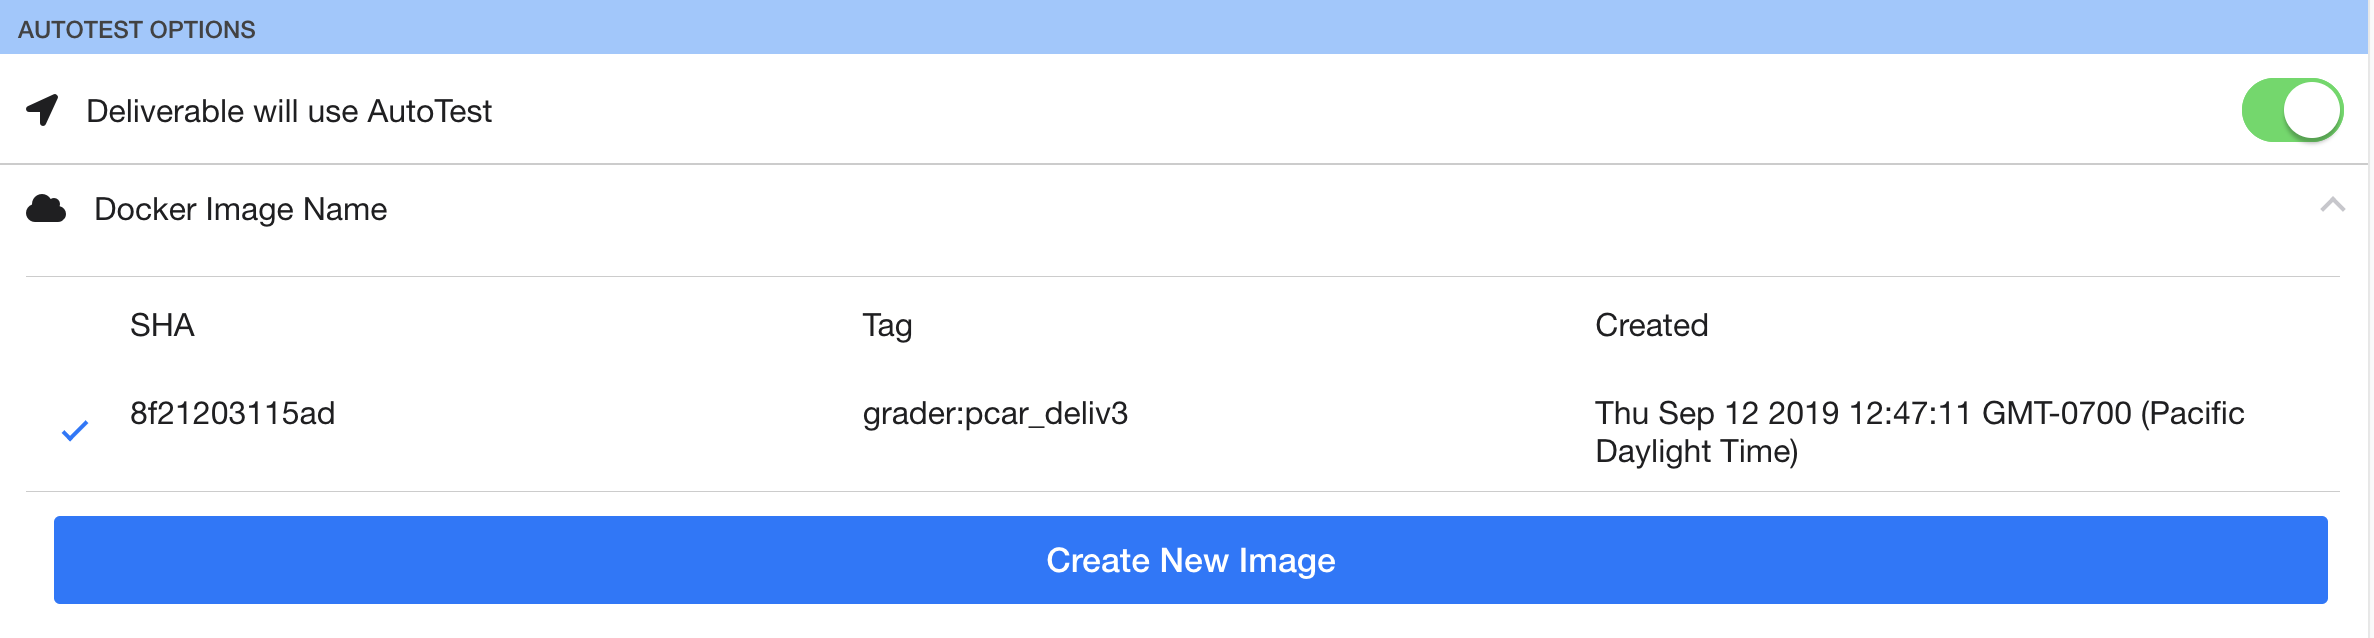 AUTOTEST OPTIONS
Deliverable will use AutoTest
Docker Image Name
SHA Tag Created
8f21203115ad grader:pcar_deliv3 Thu Sep 12 2019 12:47:11 GMT-0700 (Pacific
Daylight Time)
Create New Image